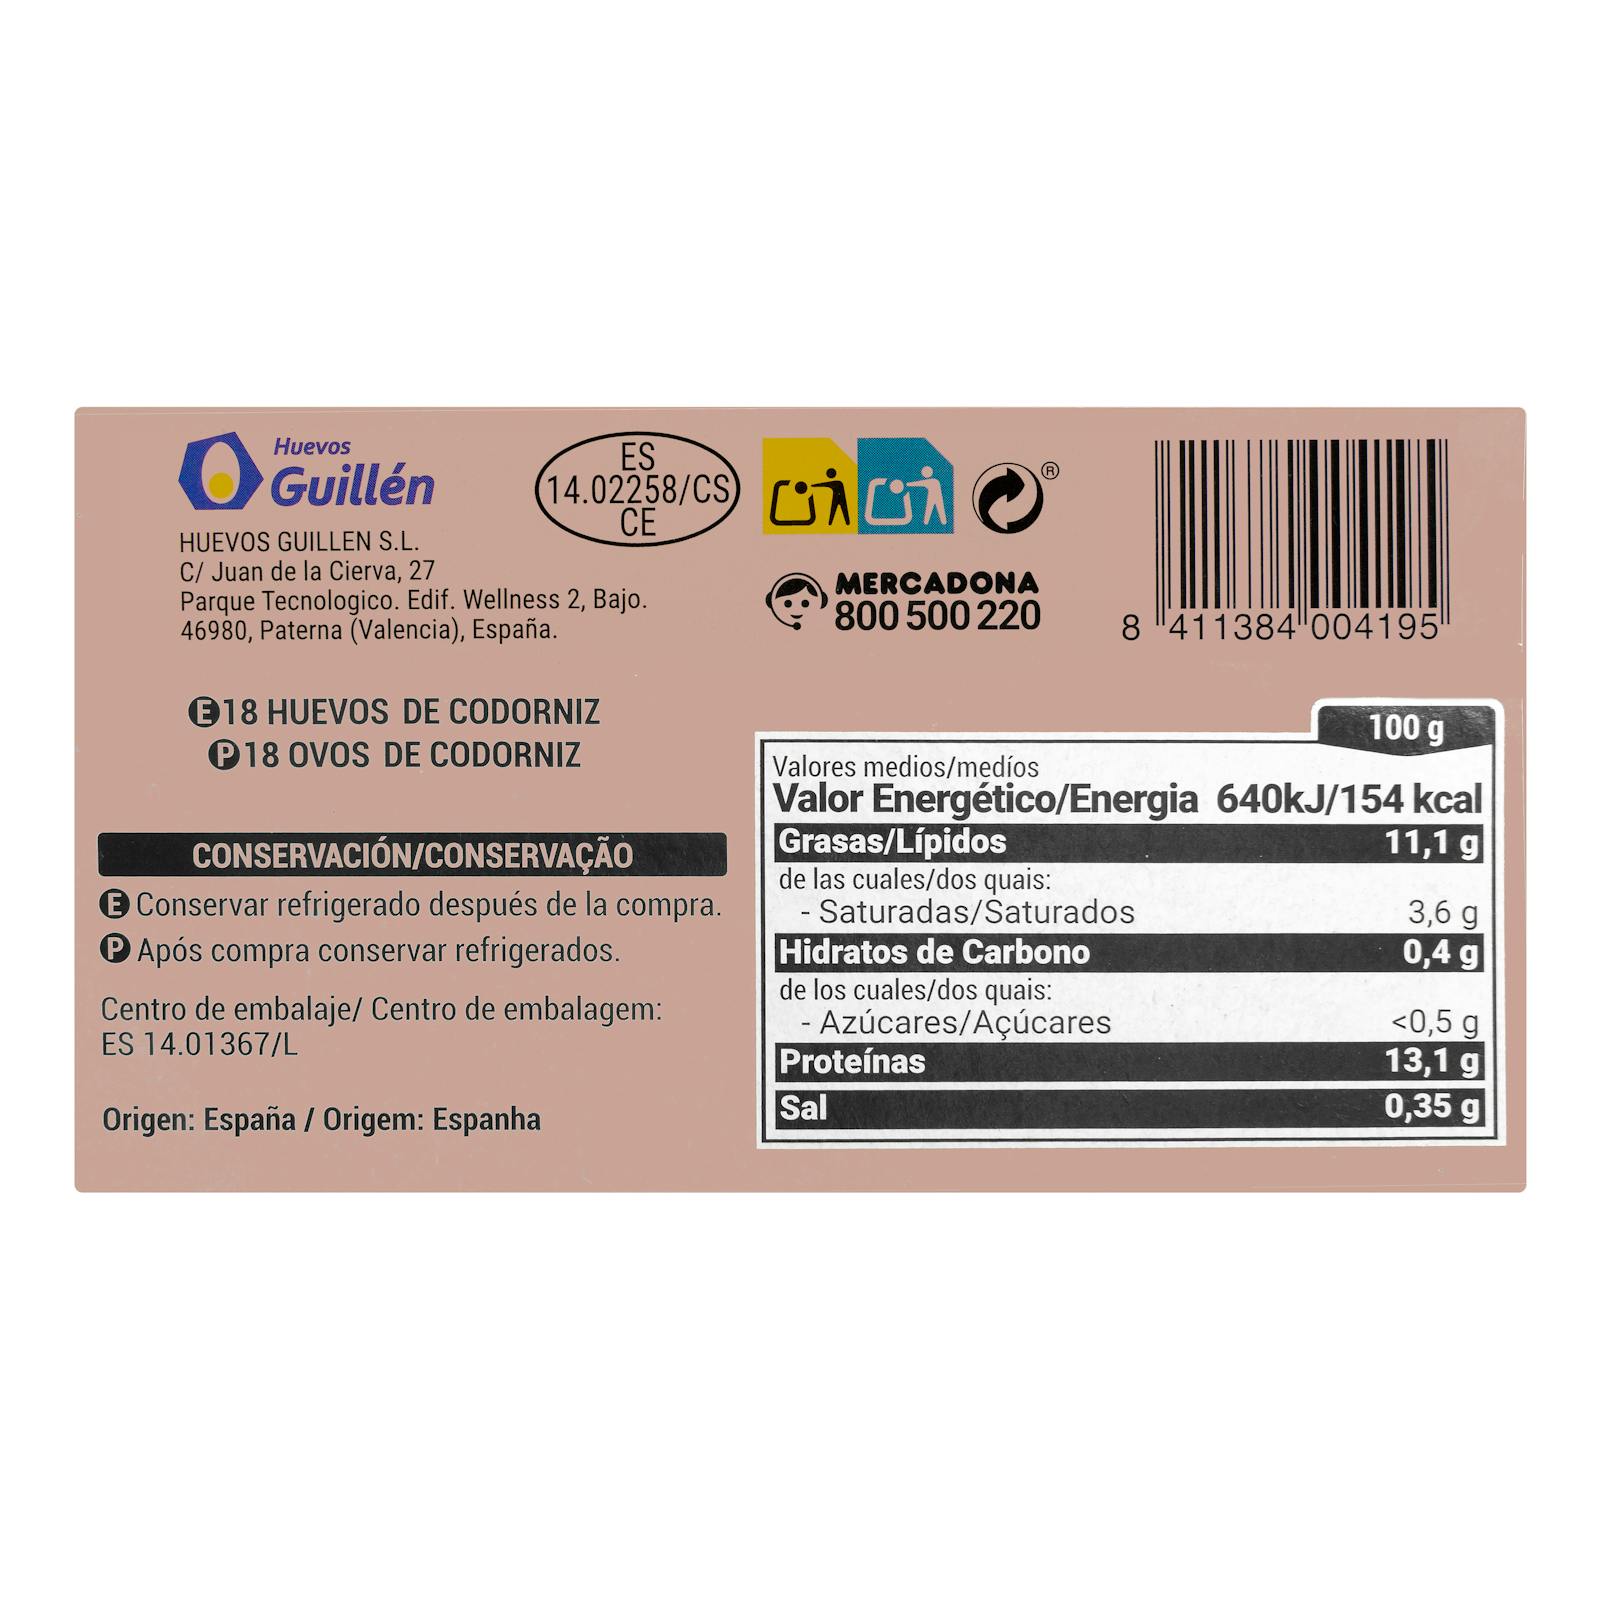 Huevos
Guillén
HUEVOS GUILLEN S.L.
C/ Juan de la Cierva, 27
Parque Tecnologico. Edif. Wellness 2, Bajo.
46980, Paterna (Valencia), España.
ES
14.02258/CS
CE
®
MERCADONA
800 500 220
8 411384 004195
E 18 HUEVOS DE CODORNIZ
P 18 OVOS DE CODORNIZ
CONSERVACIÓN/CONSERVAÇÃO
E Conservar refrigerado después de la compra.
P Após compra conservar refrigerados.
Centro de embalaje/ Centro de embalagem:
ES 14.01367/L
Origen: España / Origem: Espanha
100 g
Valores medios/medíos
Valor Energético/Energia 640kJ/154 kcal
Grasas/Lípidos 11,1 g
de las cuales/dos quais:
- Saturadas/Saturados 3,6 g
Hidratos de Carbono 0,4 g
de los cuales/dos quais:
- Azúcares/Açúcares <0,5 g
Proteínas 13,1 g
Sal 0,35 g